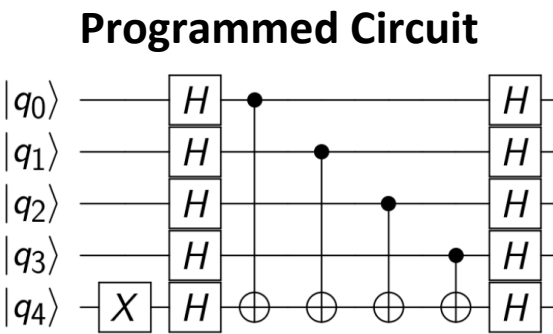 Programmed Circuit
|q₀⟩ H H
|q₁⟩ H H
|q₂⟩ H H
|q₃⟩ H H
|q₄⟩ X H H